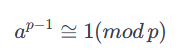 a^{p-1} ≅ 1(mod p)